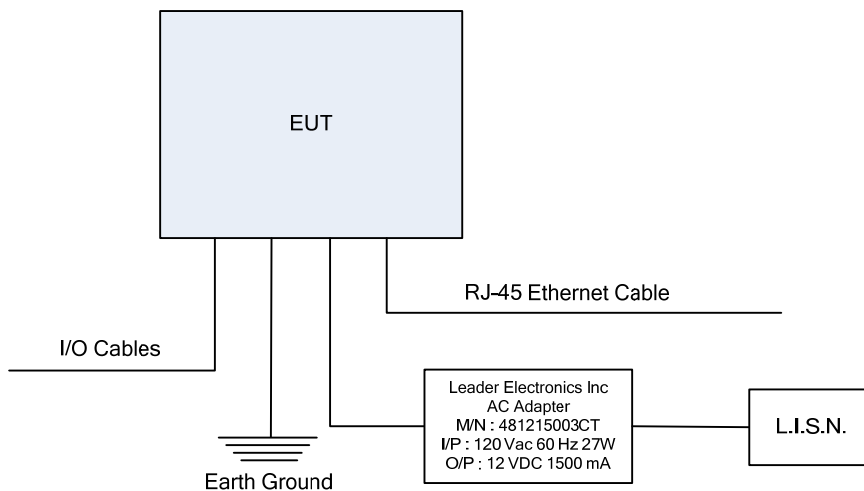 EUT
RJ-45 Ethernet Cable
I/O Cables
Leader Electronics Inc
AC Adapter
M/N : 481215003CT
I/P : 120 Vac 60 Hz 27W
O/P : 12 VDC 1500 mA
L.I.S.N.
Earth Ground